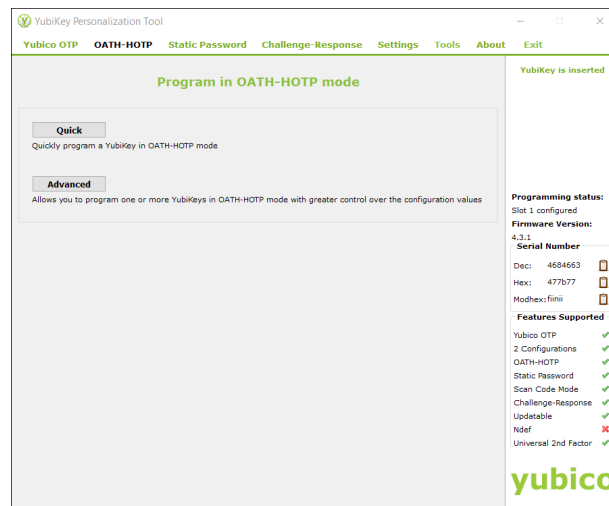 YubiKey Personalization Tool
Yubico OTP OATH-HOTP Static Password Challenge-Response Settings Tools About Exit
Program in OATH-HOTP mode
Quick
Quickly program a YubiKey in OATH-HOTP mode
Advanced
Allows you to program one or more YubiKeys in OATH-HOTP mode with greater control over the configuration values
YubiKey is inserted
Programming status:
Slot 1 configured
Firmware Version:
4.3.1
Serial Number
Dec: 4684663
Hex: 477b77
Modhex: fiinii
Features Supported
Yubico OTP
2 Configurations
OATH-HOTP
Static Password
Scan Code Mode
Challenge-Response
Updatable
Ndef
Universal 2nd Factor
yubico